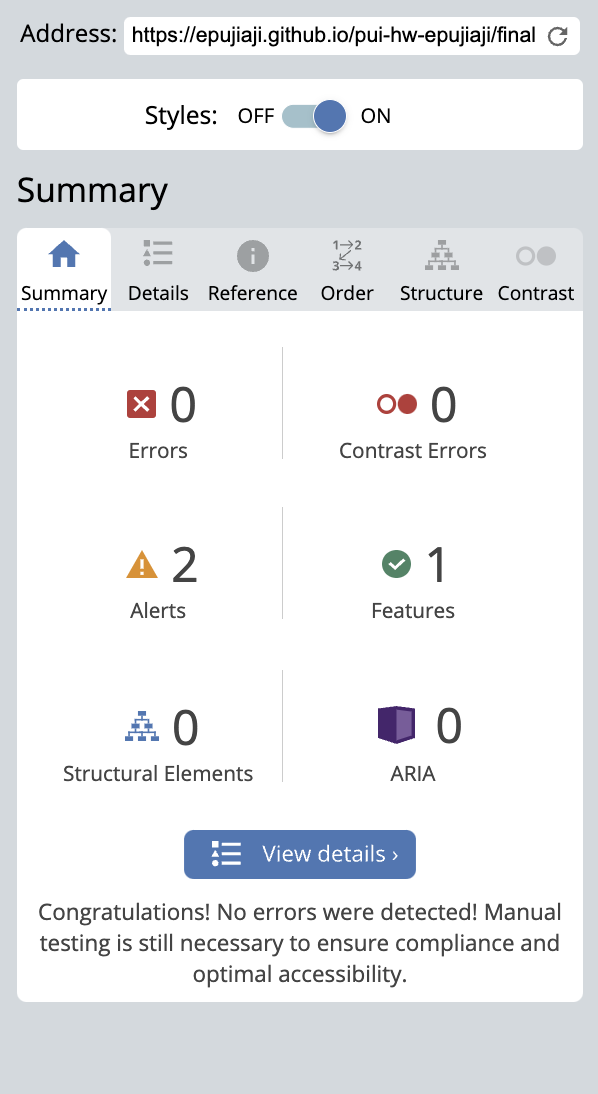 Address: https://epujiaji.github.io/pui-hw-epujiaji/final
Styles: OFF ON
Summary
Summary Details Reference Order Structure Contrast
1→2
3→4
0 0
Errors Contrast Errors
2 1
Alerts Features
0 0
Structural Elements ARIA
View details ›
Congratulations! No errors were detected! Manual
testing is still necessary to ensure compliance and
optimal accessibility.